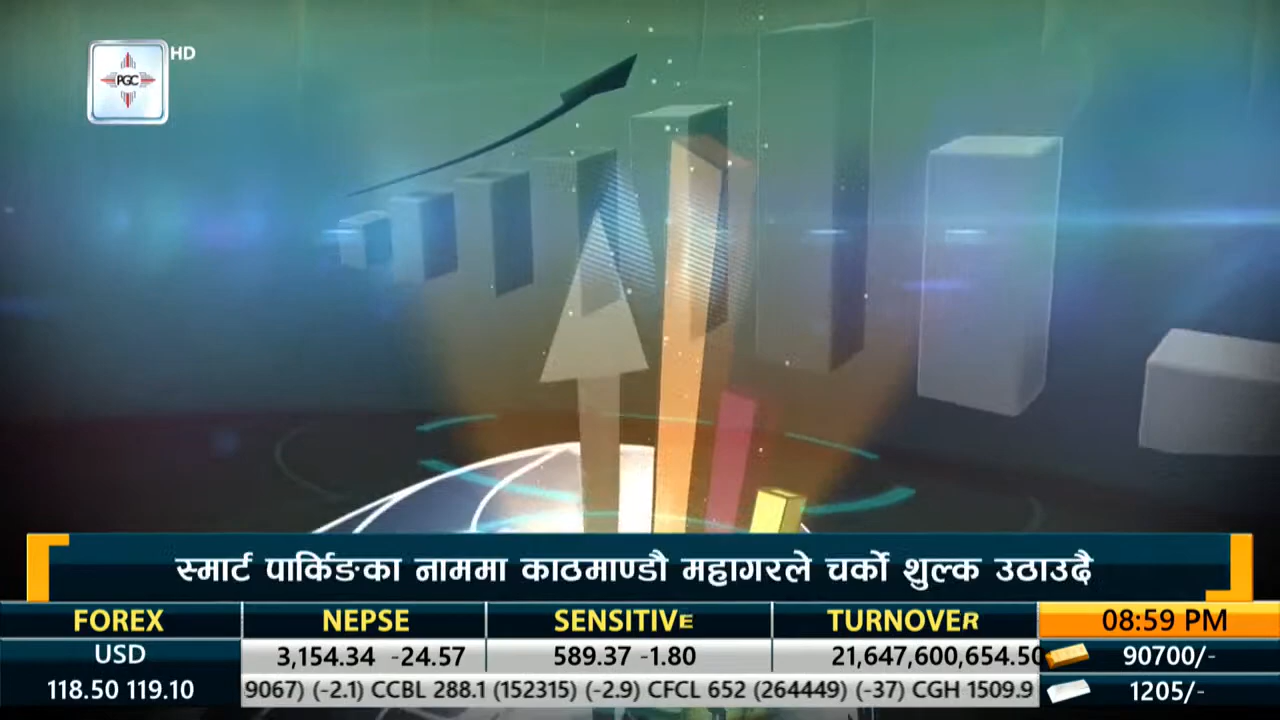 HD
PGC
स्मार्ट पार्किङका नाममा काठमाण्डौ महागरले चर्को शुल्क उठाउदै
FOREX NEPSE SENSITIVE TURNOVER 08:59 PM
USD 3,154.34 -24.57 589.37 -1.80 21,647,600,654.50 90700/-
118.50 119.10 9067) (-2.1) CCBL 288.1 (152315) (-2.9) CFCL 652 (264449) (-37) CGH 1509.9 1205/-